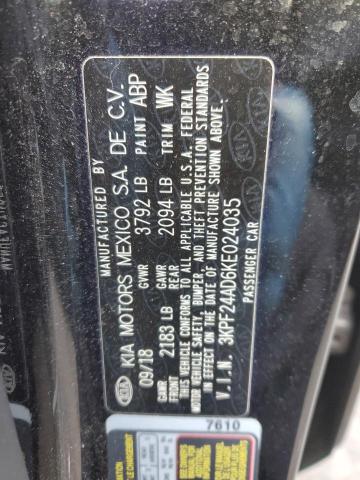 MANUFACTURED BY
KIA MOTORS MEXICO S.A. DE C.V.
09/18 GVWR 3792 LB PAINT ABP
GAWR FRONT 2183 LB GAWR REAR 2094 LB TRIM WK
THIS VEHICLE CONFORMS TO ALL APPLICABLE U.S.A. FEDERAL
MOTOR VEHICLE SAFETY, BUMPER, AND THEFT PREVENTION STANDARDS
IN EFFECT ON THE DATE OF MANUFACTURE SHOWN ABOVE.
V.I.N. 3KPF24AD6KE024035
PASSENGER CAR
KIA
7610